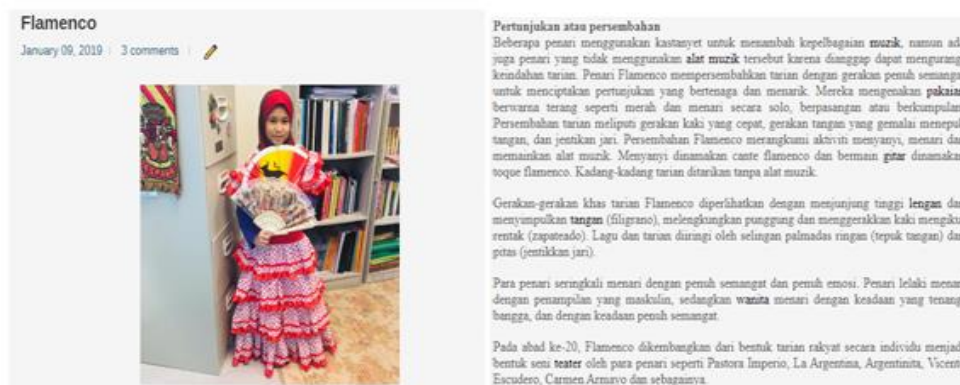 Flamenco
January 09, 2019 | 3 comments |
Pertunjukan atau persembahan
Beberapa penari menggunakan kastanyet untuk menambah kepelbagaian muzik, namun ad
juga penari yang tidak menggunakan alat muzik tersebut karena dianggap dapat mengurang
keindahan tarian. Penari Flamenco mempersembahkan tarian dengan gerakan penuh semanga
untuk menciptakan pertunjukan yang bertenaga dan menarik. Mereka mengenakan pakaian
berwarna terang seperti merah dan menari secara solo, berpasangan atau berkumpulan
Persembahan tarian meliputi gerakan kaki yang cepat, gerakan tangan yang gemalai menepuk
tangan, dan jentikan jari. Persembahan Flamenco merangkumi aktiviti menyanyi, menari dan
memainkan alat muzik. Menyanyi dinamakan cante flamenco dan bermain gitar dinamakan
toque flamenco. Kadang-kadang tarian ditarikan tanpa alat muzik.
Gerakan-gerakan khas tarian Flamenco diperlihatkan dengan menjunjung tinggi lengan dan
menyimpulkan tangan (filigrano), melengkungkan punggung dan menggerakkan kaki mengiku
rentak (zapateado). Lagu dan tarian diiringi oleh selingan palmadas ringan (tepuk tangan) dan
pitas (jentikkan jari).
Para penari seringkali menari dengan penuh semangat dan penuh emosi. Penari lelaki menar
dengan penampilan yang maskulin, sedangkan wanita menari dengan keadaan yang tenang
bangga, dan dengan keadaan penuh semangat.
Pada abad ke-20, Flamenco dikembangkan dari bentuk tarian rakyat secara individu menjad
bentuk seni teater oleh para penari seperti Pastora Imperio, La Argentina, Argentinita, Vicent
Escudero, Carmen Armayo dan sebagainya.